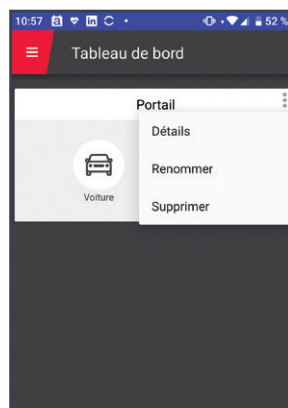 10:57 52 %
Tableau de bord
Portail
Détails
Renommer
Supprimer
Voiture